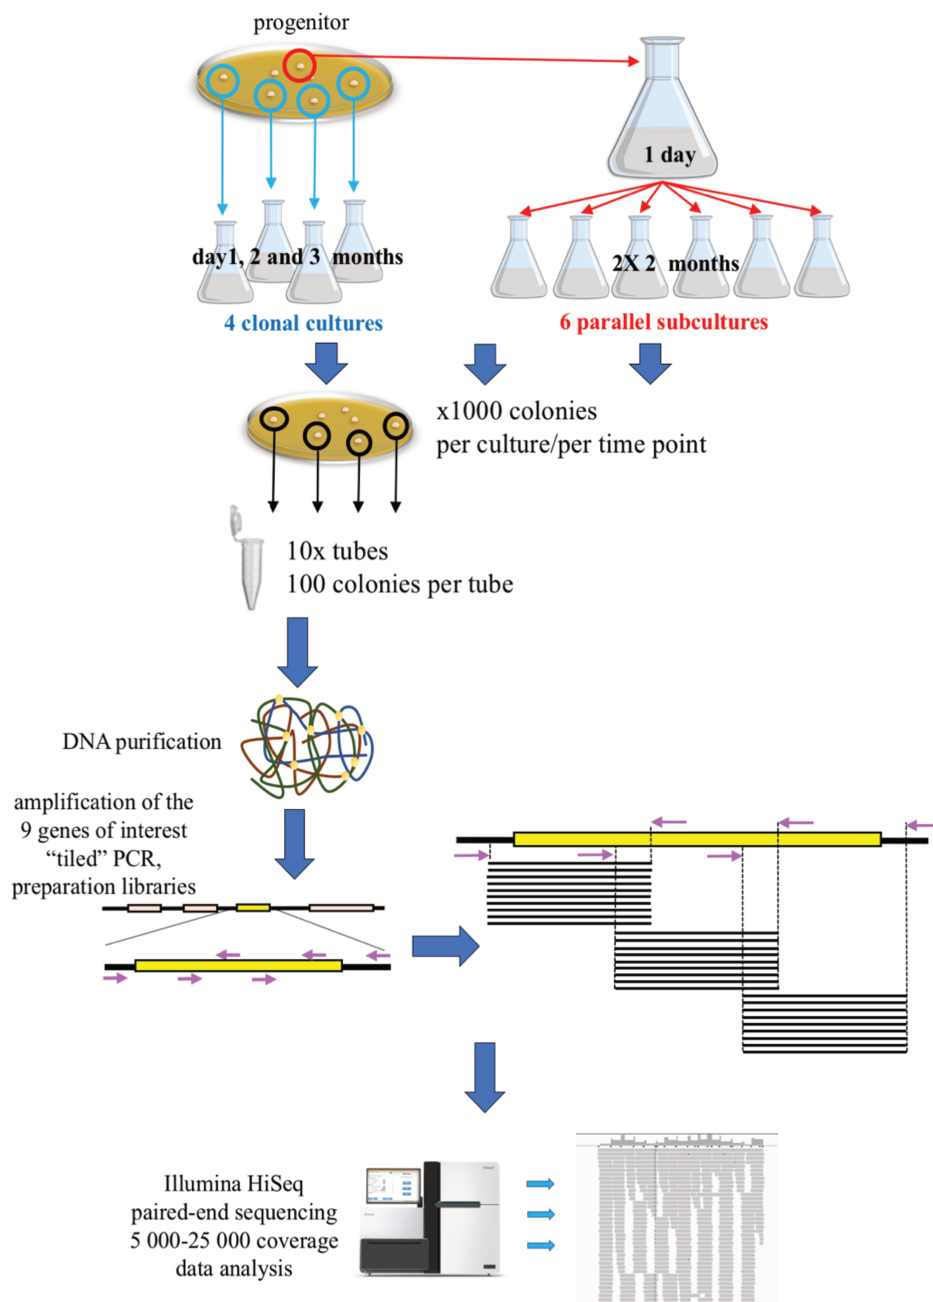 progenitor
1 day
day1, 2 and 3 months
2X 2 months
4 clonal cultures
6 parallel subcultures
x1000 colonies
per culture/per time point
10x tubes
100 colonies per tube
DNA purification
amplification of the
9 genes of interest
“tiled” PCR,
preparation libraries
Illumina HiSeq
paired-end sequencing
5 000-25 000 coverage
data analysis